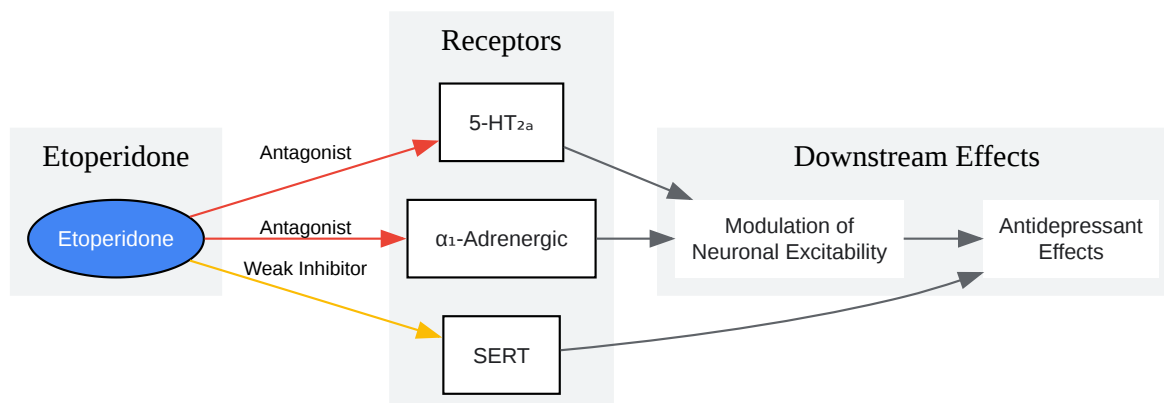 Receptors
5-HT₂ₐ
Etoperidone
Antagonist
Downstream Effects
Etoperidone
Antagonist
α₁-Adrenergic
Modulation of
Neuronal Excitability
Antidepressant
Effects
Weak Inhibitor
SERT